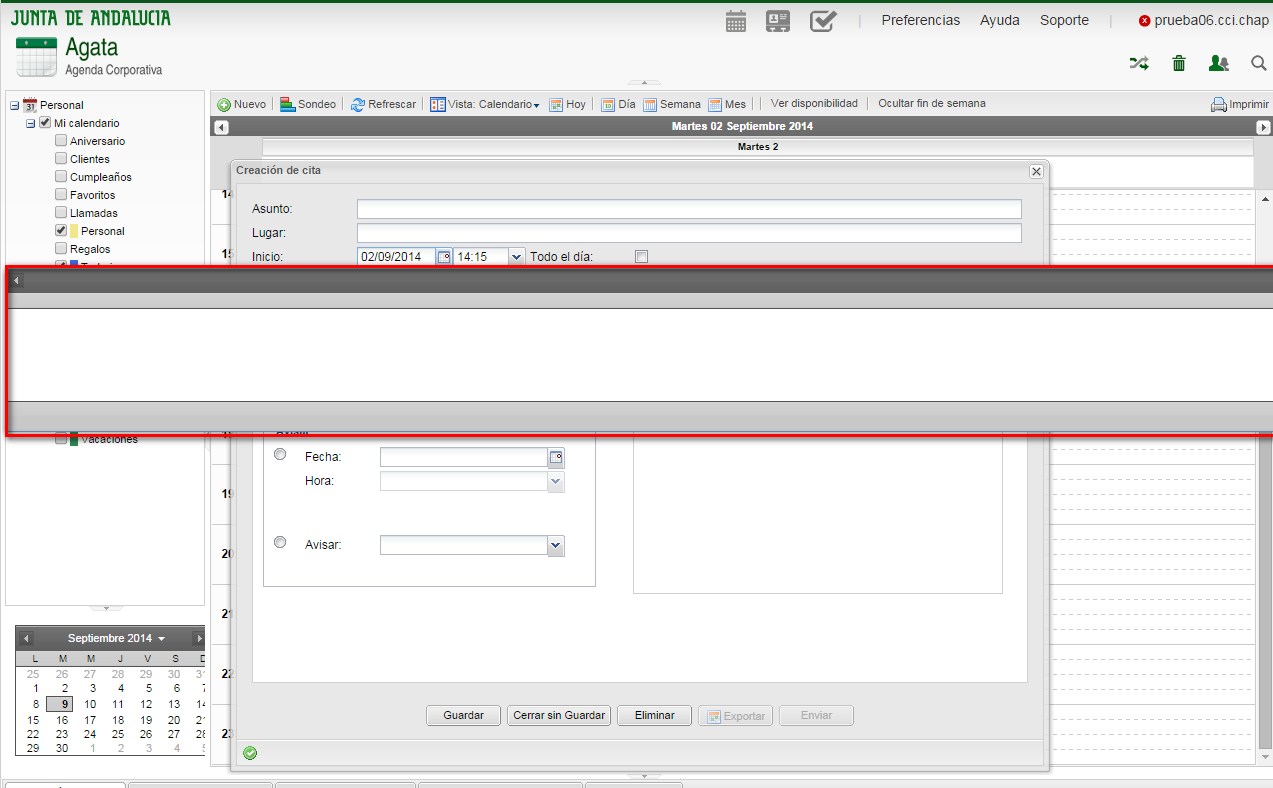 JUNTA DE ANDALUCIA
Agata
Agenda Corporativa
Preferencias Ayuda Soporte prueba06.cci.chap
Personal
Mi calendario
Aniversario
Clientes
Cumpleaños
Favoritos
Llamadas
Personal
Regalos
Vacaciones
Nuevo Sondeo Refrescar Vista: Calendario Hoy Día Semana Mes Ver disponibilidad Ocultar fin de semana Imprimir
Martes 02 Septiembre 2014
Martes 2
14
15
19
20
21
22
23
Creación de cita
Asunto:
Lugar:
Inicio: 02/09/2014 14:15 Todo el día:
Fecha:
Hora:
Avisar:
Guardar Cerrar sin Guardar Eliminar Exportar Enviar
Septiembre 2014
L M M J V S D
25 26 27 28 29 30 31
1 2 3 4 5 6 7
8 9 10 11 12 13 14
15 16 17 18 19 20 21
22 23 24 25 26 27 28
29 30 1 2 3 4 5